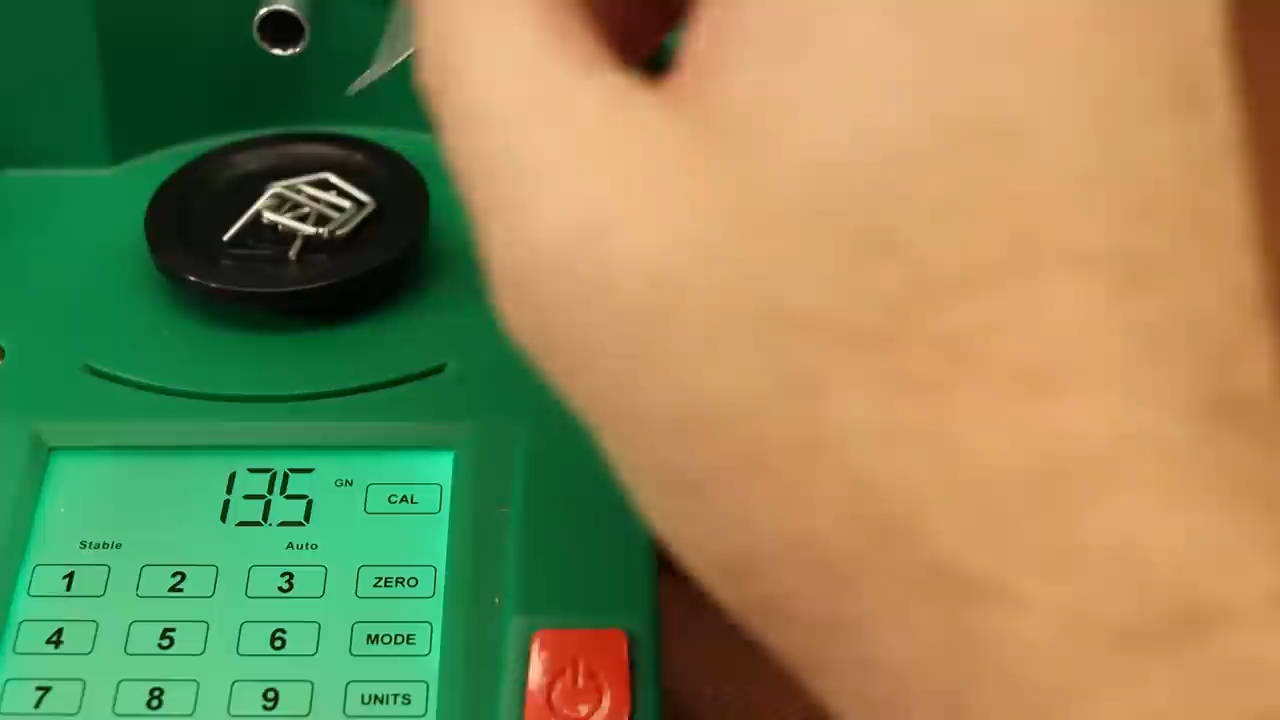 13.5 GN CAL
Stable Auto
1 2 3 ZERO
4 5 6 MODE
7 8 9 UNITS